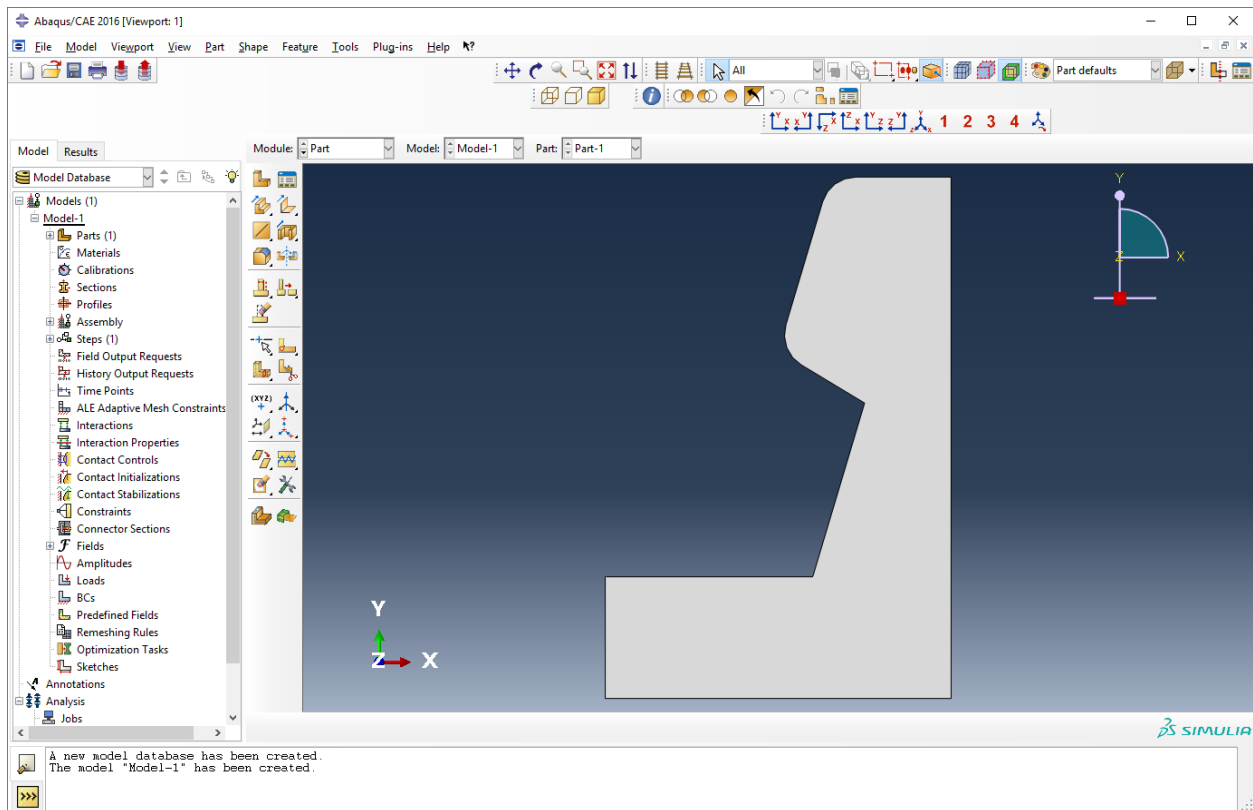 Abaqus/CAE 2016 [Viewport: 1]
File Model Viewport View Part Shape Feature Tools Plug-ins Help
All Part defaults
1 2 3 4
Model Results Module: Part Model: Model-1 Part: Part-1
Model Database
Models (1)
Model-1
Parts (1)
Materials
Calibrations
Sections
Profiles
Assembly
Steps (1)
Field Output Requests
History Output Requests
Time Points
ALE Adaptive Mesh Constraints
Interactions
Interaction Properties
Contact Controls
Contact Initializations
Contact Stabilizations
Constraints
Connector Sections
Fields
Amplitudes
Loads
BCs
Predefined Fields
Remeshing Rules
Optimization Tasks
Sketches
Annotations
Analysis
Jobs
(XYZ)
Y
Z X
Y
Z X
SIMULIA
A new model database has been created.
The model "Model-1" has been created.
>>>